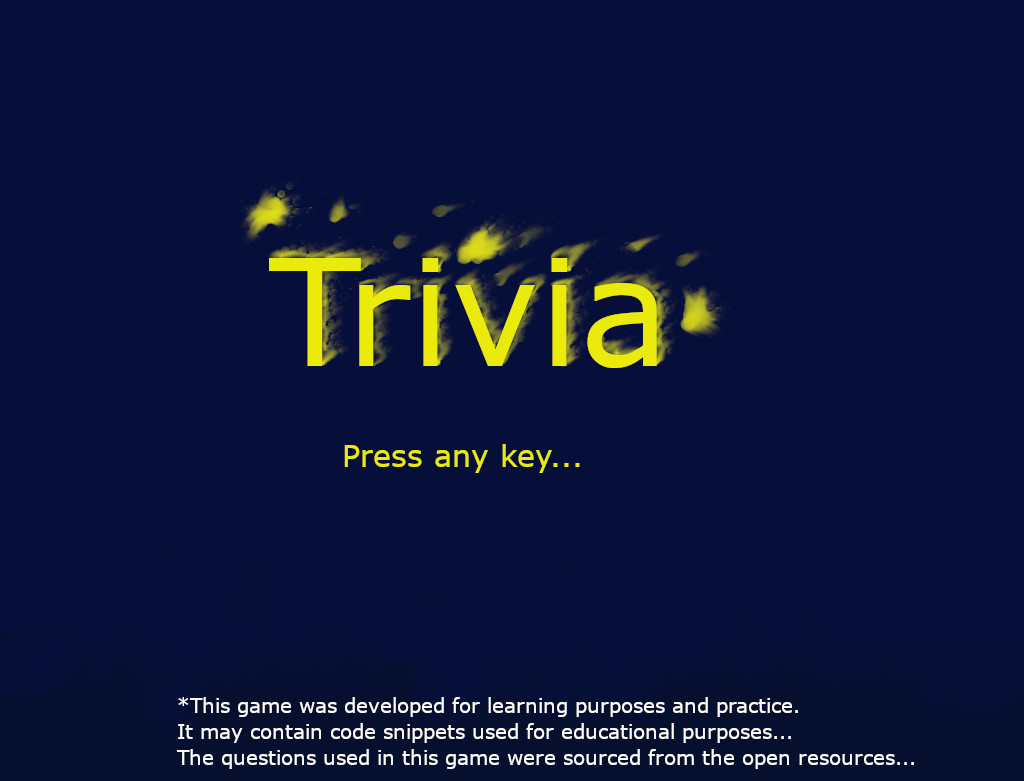 Trivia
Press any key...
*This game was developed for learning purposes and practice.
It may contain code snippets used for educational purposes...
The questions used in this game were sourced from the open resources...